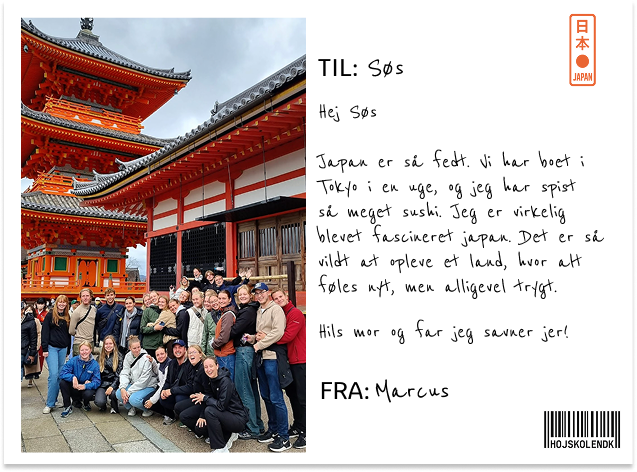 日
本
JAPAN
TIL: Søs
Hej Søs
Japan er så fedt. Vi har boet i
Tokyo i en uge, og jeg har spist
så meget sushi. Jeg er virkelig
blevet fascineret japan. Det er så
vildt at opleve et land, hvor alt
føles nyt, men alligevel trygt.
Hils mor og far jeg savner jer!
FRA: Marcus
HOJSKOLENDK